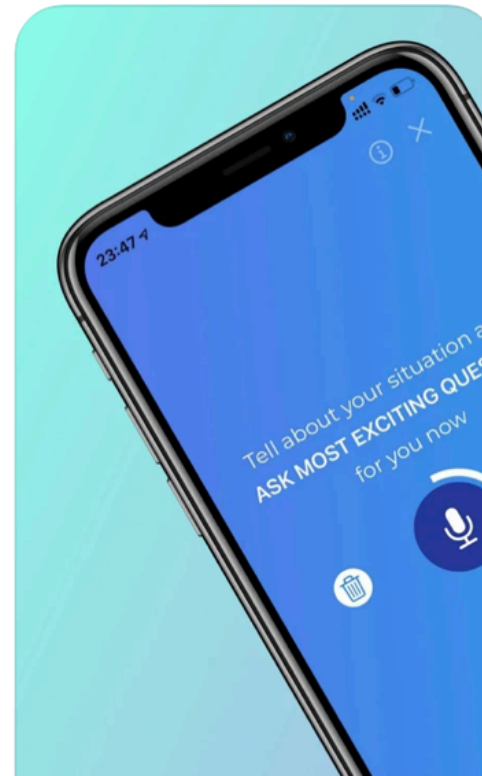 23:47
Tell about your situation a
ASK MOST EXCITING QUES
for you now